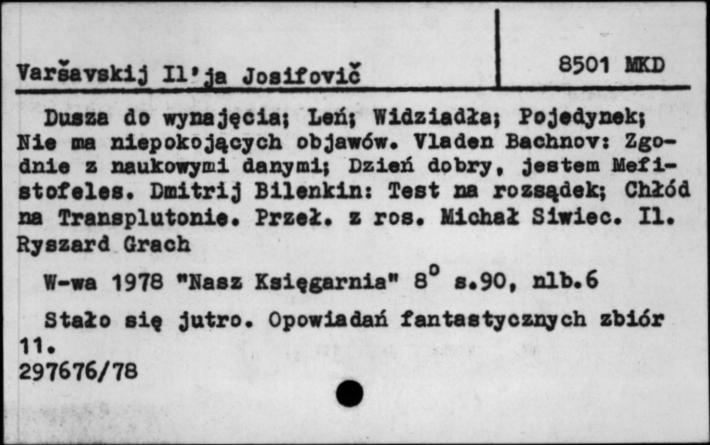 Varšavskij Il'ja Josifovič
8501 MKD
Dusza do wynajęcia; Leń; Widziadła; Pojedynek;
Nie ma niepokojących objawów. Vladen Bachnov: Zgo-
dnie z naukowymi danymi; Dzień dobry, jestem Mefi-
stofeles. Dmitrij Bilenkin: Test na rozsądek; Chłód
na Transplutonie. Przeł. z ros. Michał Siwiec. Il.
Ryszard Grach
W-wa 1978 "Nasz Księgarnia" 8° s.90, nlb.6
Stało się jutro. Opowiadań fantastycznych zbiór
11.
297676/78